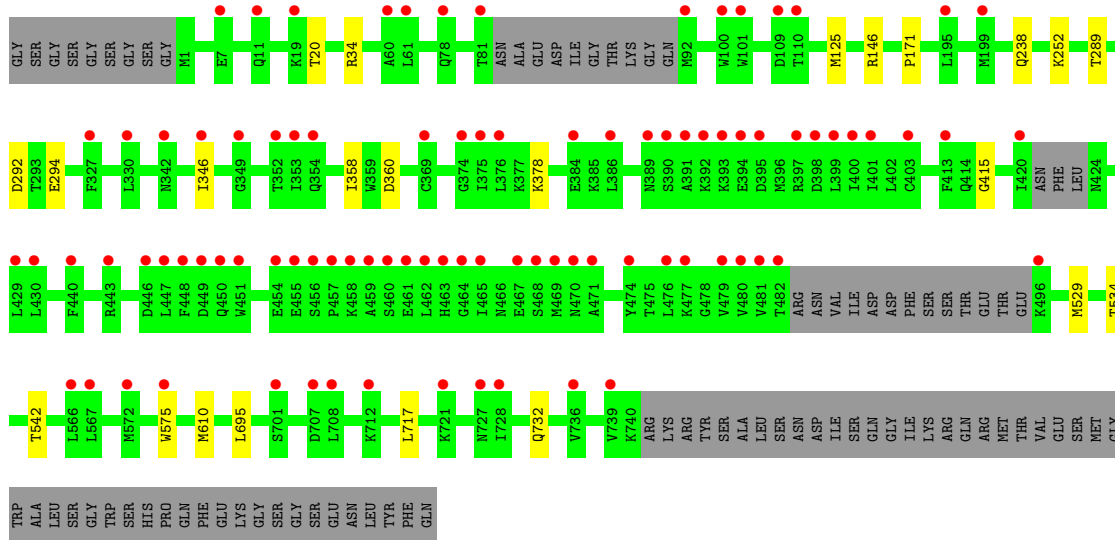 GLY SER GLY SER GLY SER GLY SER GLY M1 E7 Q11 K19 T20 R34 A60 L61 Q78 T81 ASN ALA GLU ASP ILE GLY THR LYS GLY GLN M92 W100 W101 D109 T110 M125 R146 P171 L195 M199 Q238 K252 T289
D292 T293 E294 F327 L330 N342 I346 G349 T352 I353 Q354 I358 W359 D360 C369 G374 I375 L376 K377 K378 E384 K385 L386 N389 S390 A391 K392 K393 E394 D395 M396 R397 D398 L399 I400 I401 L402 C403 F413 Q414 G415 I420 ASN PHE LEU N424
L429 L430 F440 R443 D446 L447 F448 D449 Q450 W451 E454 E455 S456 P457 K458 A459 S460 E461 L462 H463 G464 I465 N466 E467 S468 M469 N470 A471 Y474 T475 L476 K477 G478 V479 V480 V481 T482 ARG ASN VAL ILE ASP ASP PHE SER SER THR GLU THR GLU K496 M529 T534
T542 L566 L567 M572 W575 M610 L695 S701 D707 L708 K712 L717 K721 N727 I728 Q732 V736 V739 K740 ARG LYS ARG TYR SER ALA LEU SER ASN ASP ILE SER GLN GLY ILE LYS ARG GLN ARG MET THR VAL GLU SER MET GLY
TRP ALA LEU SER GLY TRP SER HIS PRO GLN PHE GLU LYS GLY SER GLY SER GLU ASN LEU TYR PHE GLN